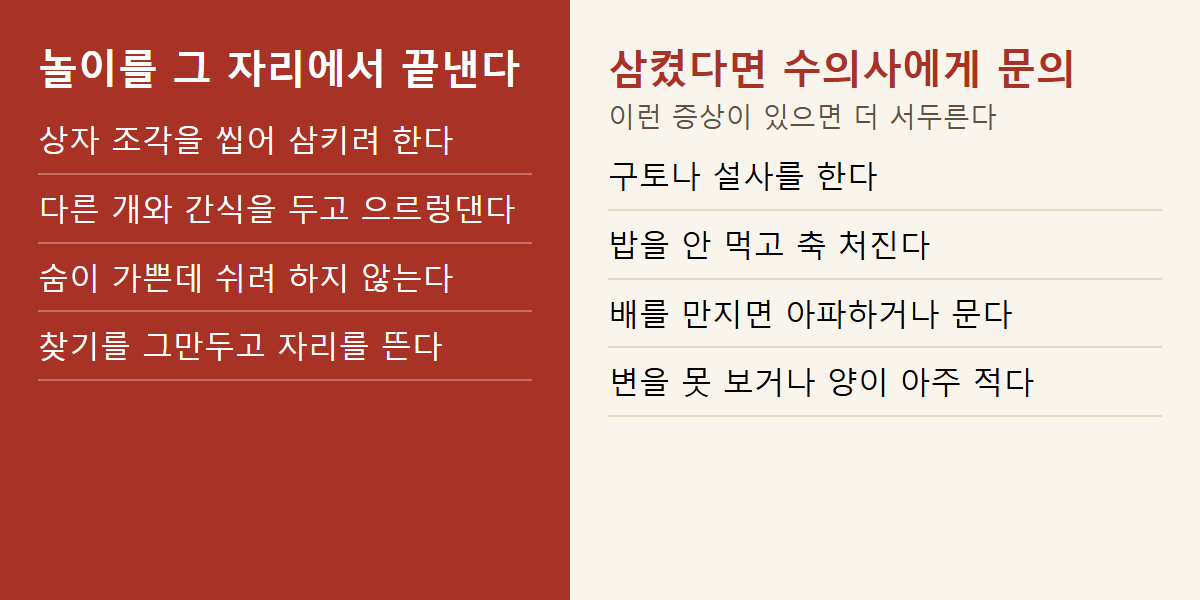 놀이를 그 자리에서 끝낸다
상자 조각을 씹어 삼키려 한다
다른 개와 간식을 두고 으르렁댄다
숨이 가쁜데 쉬려 하지 않는다
찾기를 그만두고 자리를 뜬다
삼켰다면 수의사에게 문의
이런 증상이 있으면 더 서두른다
구토나 설사를 한다
밥을 안 먹고 축 처진다
배를 만지면 아파하거나 문다
변을 못 보거나 양이 아주 적다